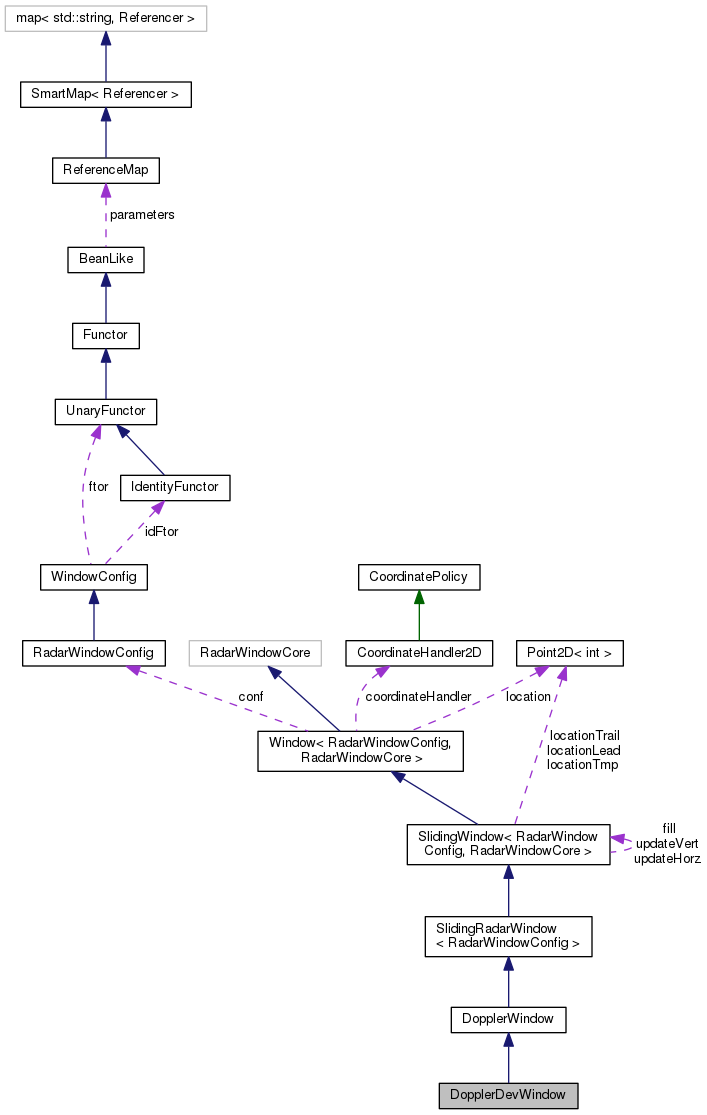 map< std::string, Referencer >
SmartMap< Referencer >
ReferenceMap
parameters
BeanLike
Functor
UnaryFunctor
ftor
IdentityFunctor
idFtor
WindowConfig
CoordinatePolicy
RadarWindowConfig
RadarWindowCore
CoordinateHandler2D
Point2D< int >
conf
coordinateHandler
location
Window< RadarWindowConfig,
RadarWindowCore >
locationTrail
locationLead
locationTmp
SlidingWindow< RadarWindow
Config, RadarWindowCore >
fill
updateVert
updateHorz
SlidingRadarWindow
< RadarWindowConfig >
DopplerWindow
DopplerDevWindow